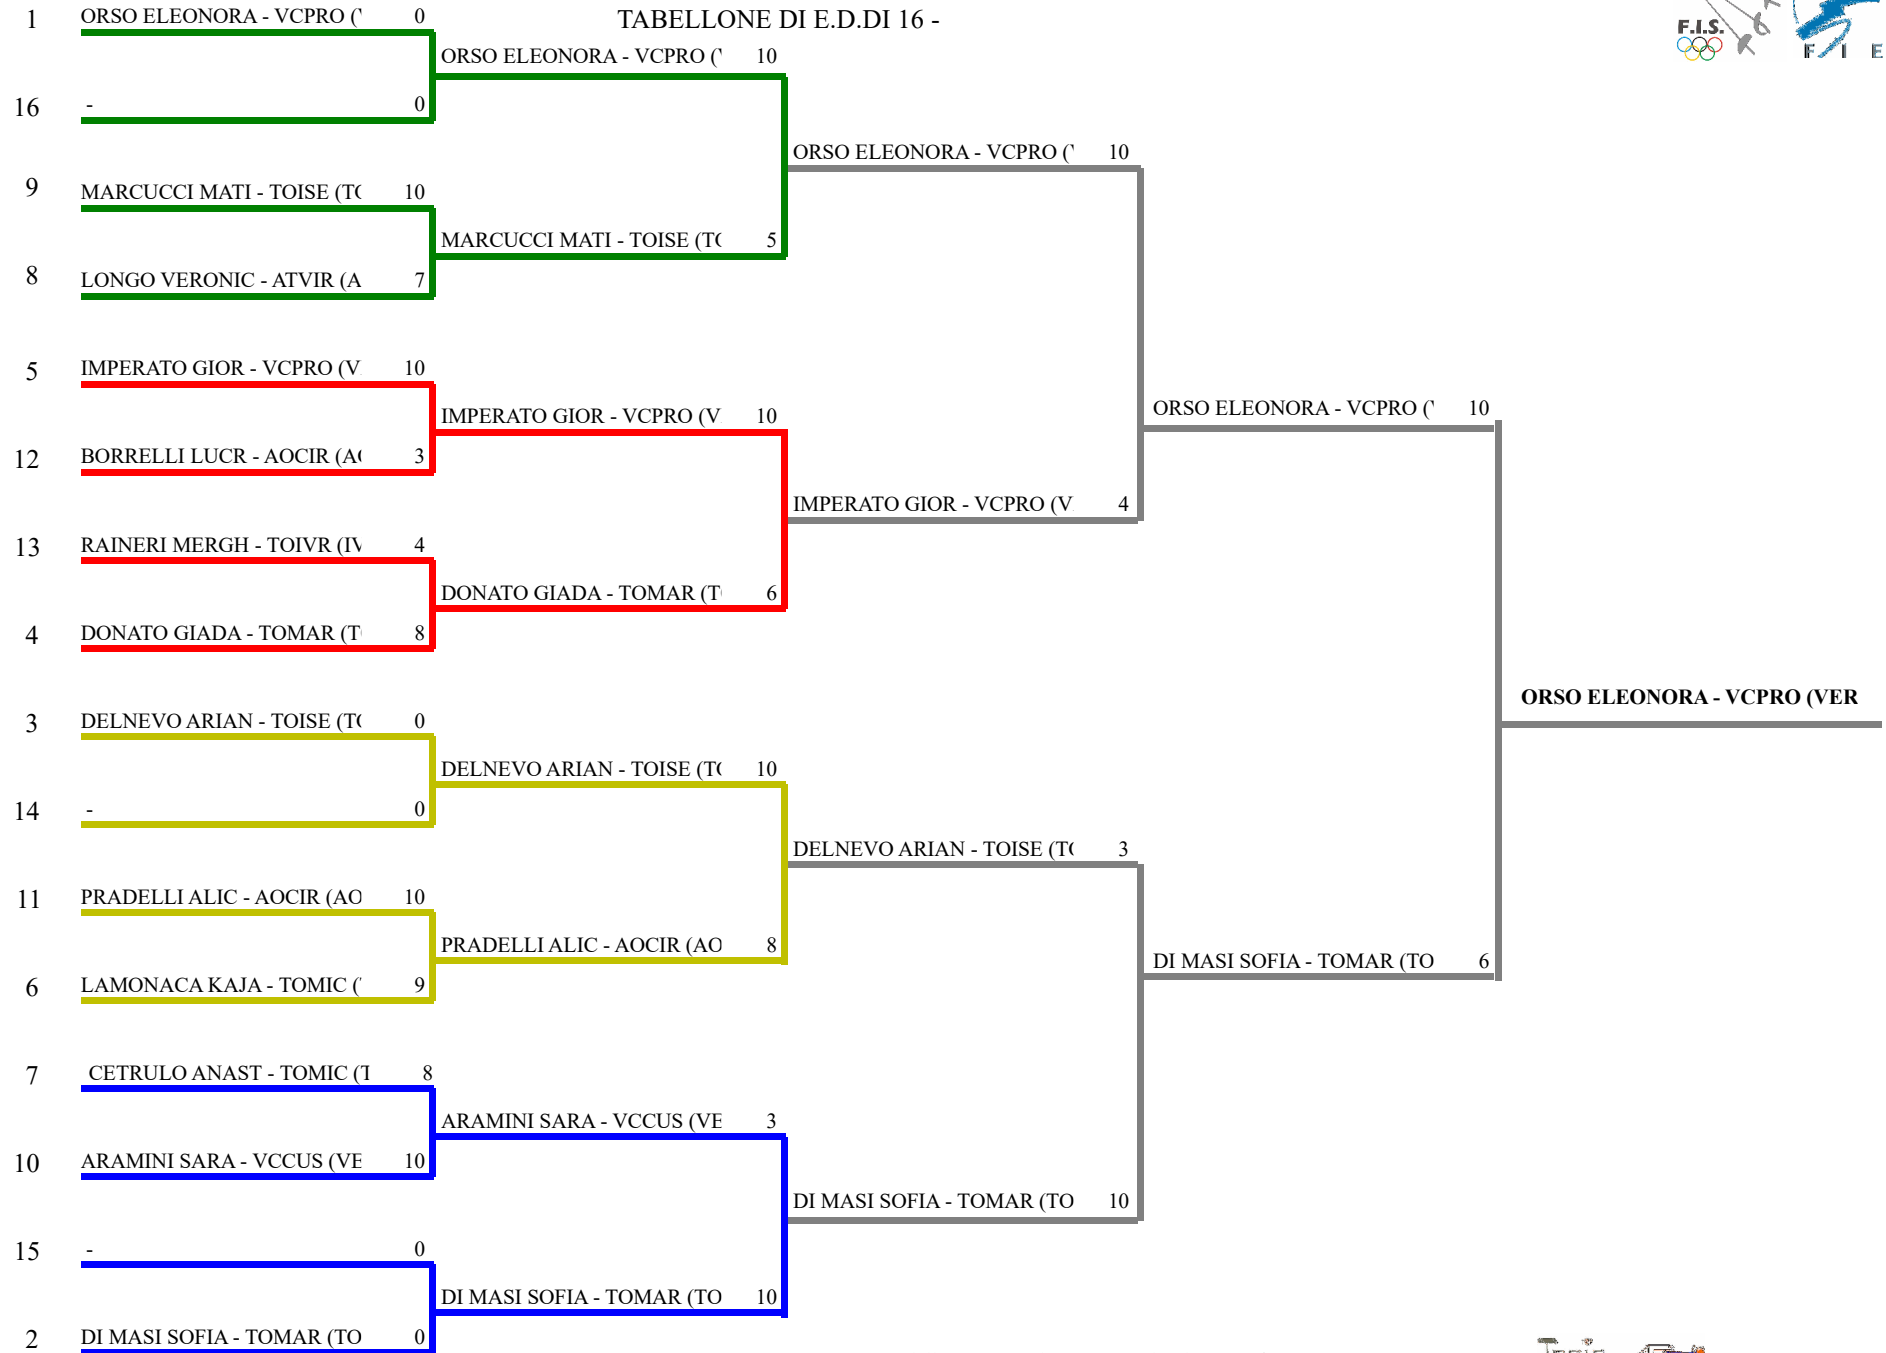 TABELLONE DI E.D.DI 16 -
F.I.S.
F I E
1 ORSO ELEONORA - VCPRO (' 0
ORSO ELEONORA - VCPRO (' 10
16 - 0
ORSO ELEONORA - VCPRO (' 10
9 MARCUCCI MATI - TOISE (TO 10
MARCUCCI MATI - TOISE (TO 5
8 LONGO VERONIC - ATVIR (A 7
5 IMPERATO GIOR - VCPRO (V 10
ORSO ELEONORA - VCPRO (' 10
IMPERATO GIOR - VCPRO (V 10
12 BORRELLI LUCR - AOCIR (AO 3
IMPERATO GIOR - VCPRO (V 4
13 RAINERI MERGH - TOIVR (IV 4
DONATO GIADA - TOMAR (T 6
4 DONATO GIADA - TOMAR (T 8
ORSO ELEONORA - VCPRO (VER
3 DELNEVO ARIAN - TOISE (TO 0
DELNEVO ARIAN - TOISE (TO 10
14 - 0
DELNEVO ARIAN - TOISE (TO 3
11 PRADELLI ALIC - AOCIR (AO 10
PRADELLI ALIC - AOCIR (AO 8
DI MASI SOFIA - TOMAR (TO 6
6 LAMONACA KAJA - TOMIC (' 9
7 CETRULO ANAST - TOMIC (T 8
ARAMINI SARA - VCCUS (VE 3
10 ARAMINI SARA - VCCUS (VE 10
DI MASI SOFIA - TOMAR (TO 10
15 - 0
DI MASI SOFIA - TOMAR (TO 10
2 DI MASI SOFIA - TOMAR (TO 0